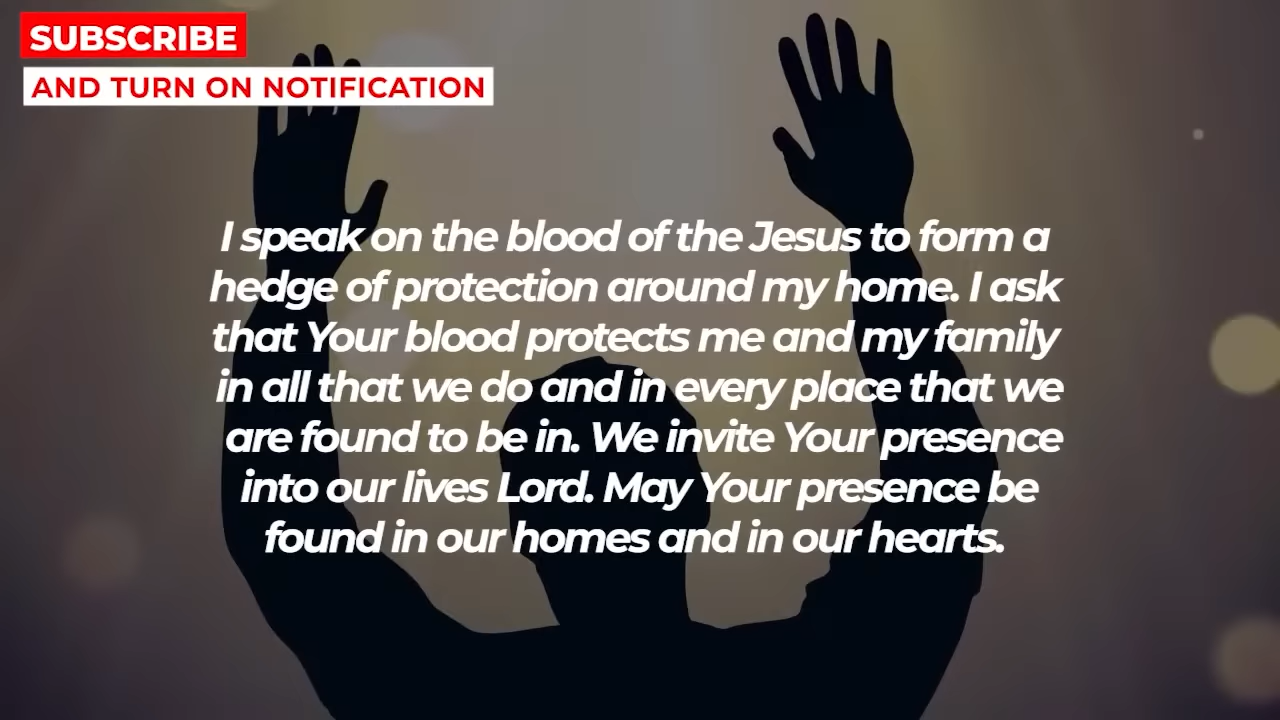 SUBSCRIBE
AND TURN ON NOTIFICATION
I speak on the blood of the Jesus to form a
hedge of protection around my home. I ask
that Your blood protects me and my family
in all that we do and in every place that we
are found to be in. We invite Your presence
into our lives Lord. May Your presence be
found in our homes and in our hearts.